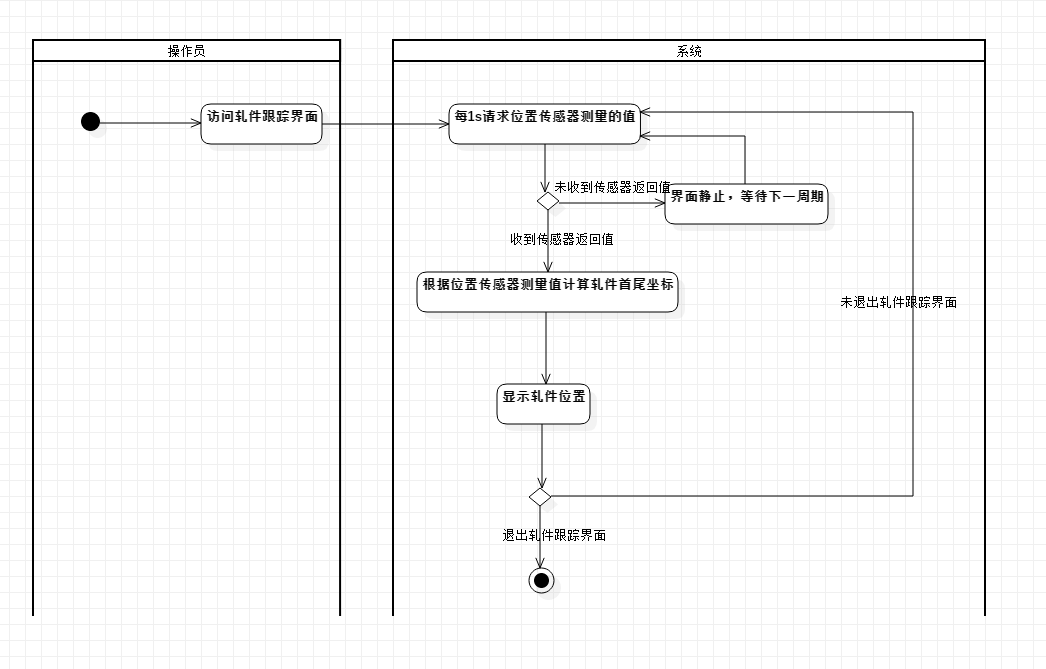 操作员
系统
访问轧件跟踪界面
每1s请求位置传感器测量的值
未收到传感器返回值
界面静止，等待下一周期
收到传感器返回值
根据位置传感器测量值计算轧件首尾坐标
未退出轧件跟踪界面
显示轧件位置
退出轧件跟踪界面